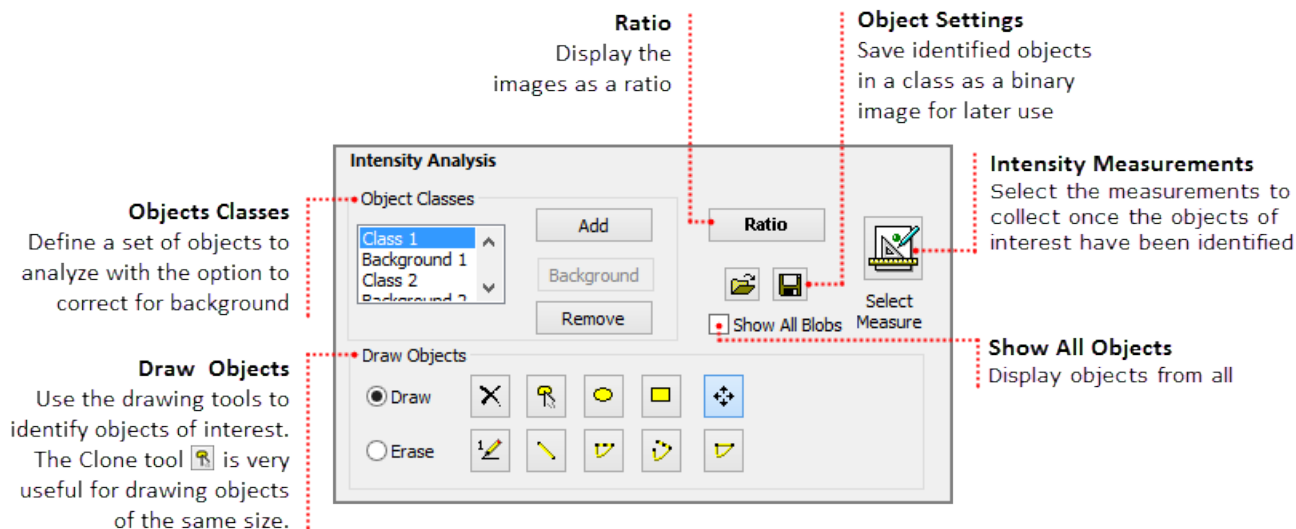 Ratio
Display the
images as a ratio
Object Settings
Save identified objects
in a class as a binary
image for later use
Intensity Measurements
Select the measurements to
collect once the objects of
interest have been identified
Objects Classes
Define a set of objects to
analyze with the option to
correct for background
Intensity Analysis
Object Classes
Class 1
Background 1
Class 2
Background 2
Add
Background
Remove
Ratio
Show All Blobs
Select
Measure
Show All Objects
Display objects from all
Draw Objects
Use the drawing tools to
identify objects of interest.
The Clone tool is very
useful for drawing objects
of the same size.
Draw Objects
Draw
Erase
1